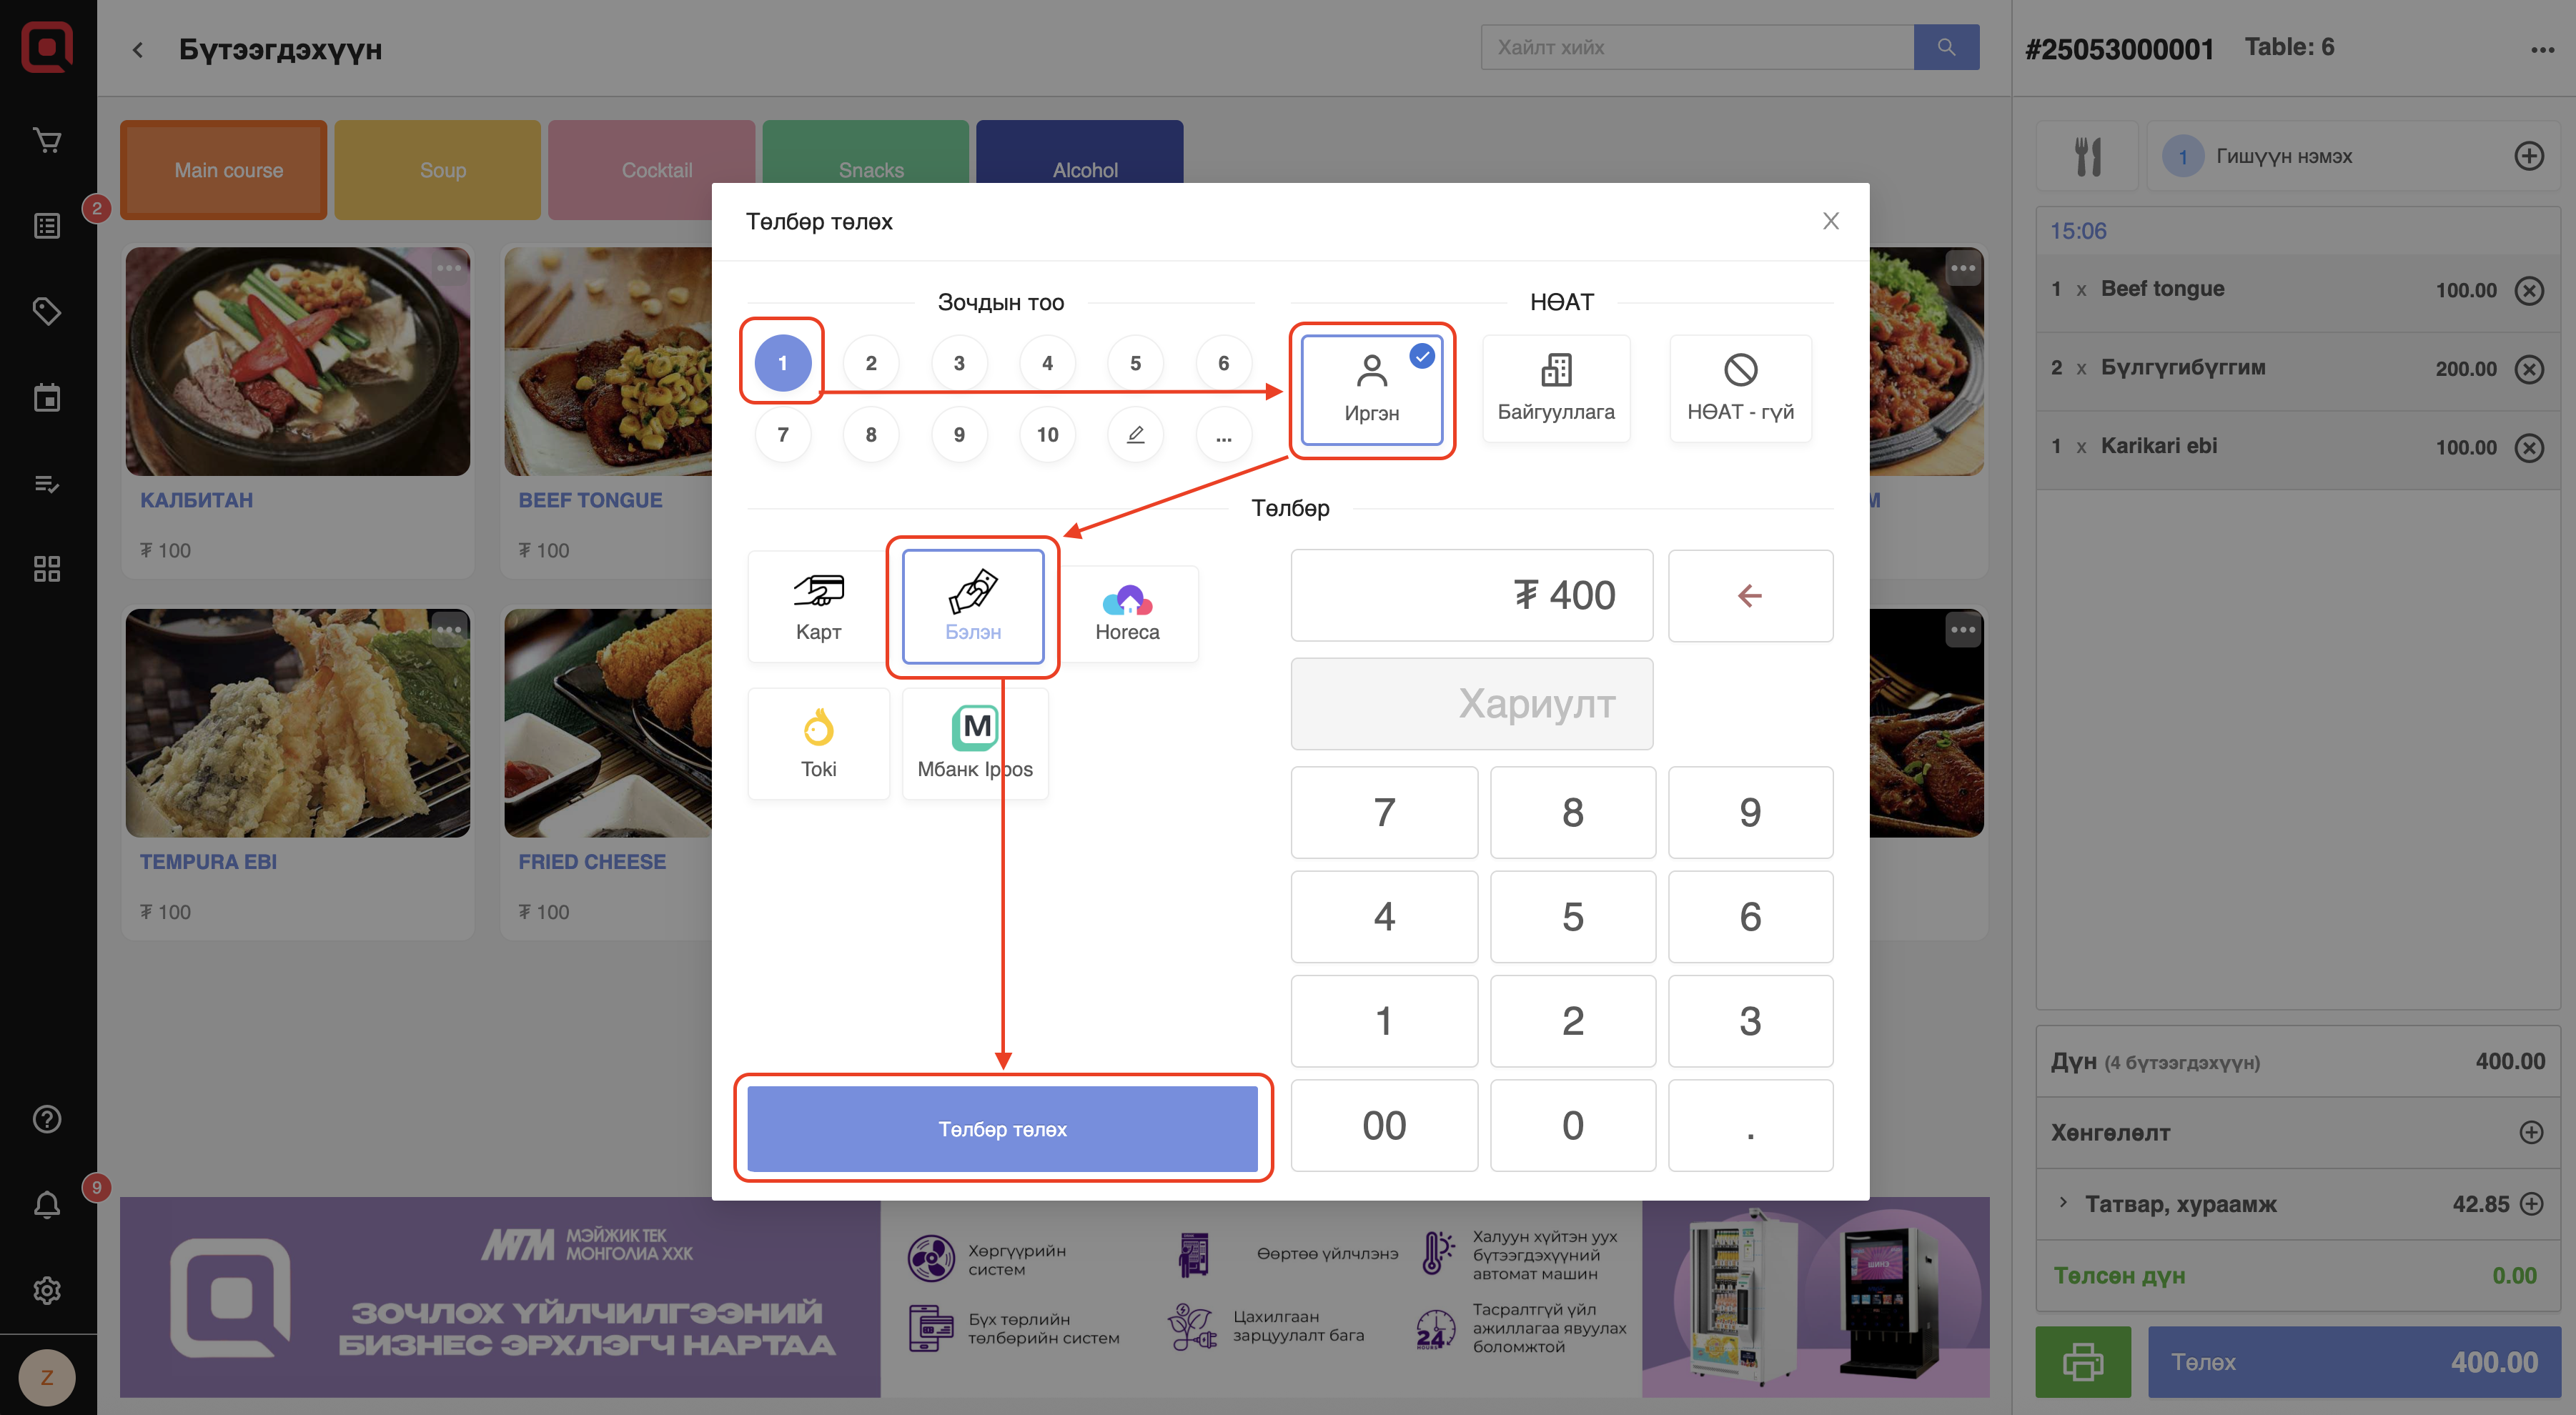 Бүтээгдэхүүн
Хайлт хийх
#25053000001 Table: 6
2
Main course
Soup
Cocktail
Snacks
Alcohol
1 Гишүүн нэмэх
15:06
1 x Beef tongue 100.00
2 x Бүлгүгибүггим 200.00
1 x Karikari ebi 100.00
КАЛБИТАН
₮ 100
BEEF TONGUE
₮ 100
M
TEMPURA EBI
₮ 100
FRIED CHEESE
₮ 100
Төлбөр төлөх
Зочдын тоо
1 2 3 4 5 6
7 8 9 10 ...
НӨАТ
Иргэн
Байгууллага
НӨАТ - гүй
Төлбөр
Карт
Бэлэн
Horeca
Toki
M
Мбанк Ippos
₮ 400
Хариулт
7 8 9
4 5 6
1 2 3
00 0 .
Төлбөр төлөх
Дүн (4 бүтээгдэхүүн) 400.00
Хөнгөлөлт
Татвар, хураамж 42.85
Төлсөн дүн 0.00
Төлөх 400.00
9
Z
МТМ МЭЙЖИК ТЕК
МОНГОЛИА ХХК
ЗОЧЛОХ ҮЙЛЧИЛГЭЭНИЙ
БИЗНЕС ЭРХЛЭГЧ НАРТАА
Хөргүүрийн
систем
Өөртөө үйлчлэнэ
Халуун хүйтэн уух
бүтээгдэхүүний
автомат машин
Бүх төрлийн
төлбөрийн систем
Цахилгаан
зарцуулалт бага
24
HOURS
Тасралтгүй үйл
ажиллагаа явуулах
боломжтой
ШИНЭ